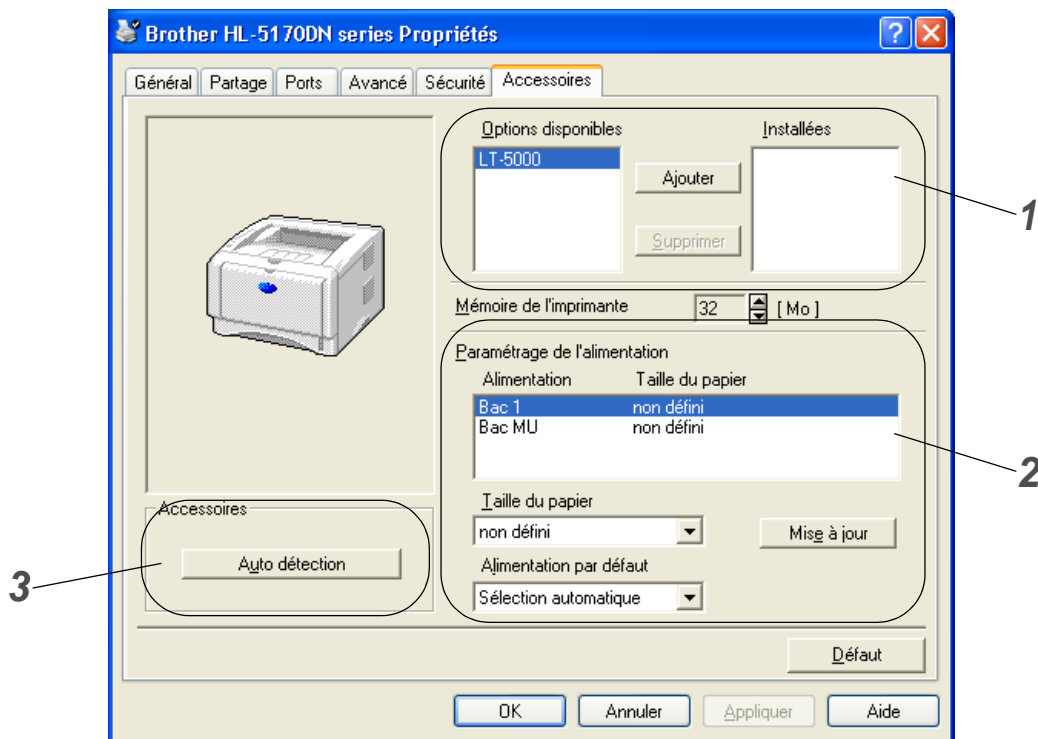 Brother HL-5170DN series Propriétés
Général Partage Ports Avancé Sécurité Accessoires
Options disponibles Installées
LT-5000
Ajouter
Supprimer
1
Mémoire de l'imprimante 32 [ Mo ]
Paramétrage de l'alimentation
Alimentation Taille du papier
Bac 1 non défini
Bac MU non défini
2
Taille du papier
non défini
Mise à jour
Alimentation par défaut
Sélection automatique
Accessoires
Auto détection
3
Défaut
OK Annuler Appliquer Aide